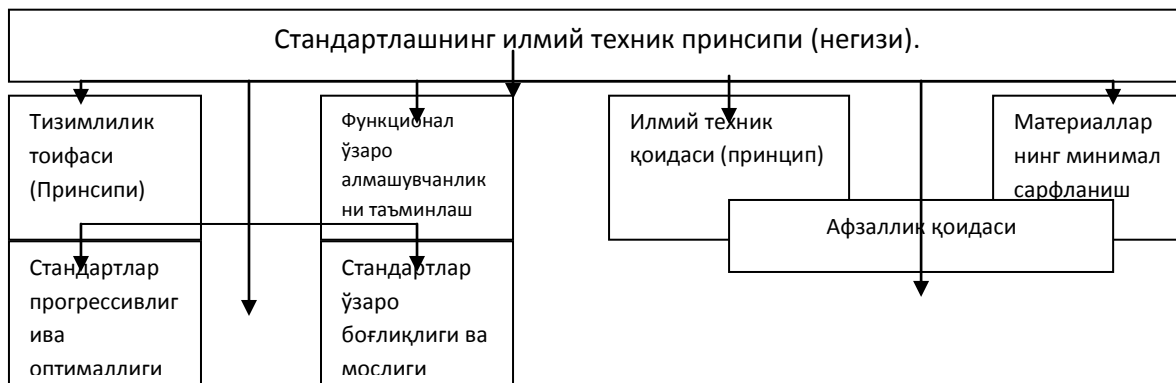 Стандартлашнинг илмий техник принсипи (негизи).
Тизимлилик
тоифаси
(Принсипи)
Функционал
ўзаро
алмашувчанлик
ни таъминлаш
Илмий техник
қоидаси (принцип)
Материаллар
нинг минимал
сарфланиш
Афзаллик қоидаси
Стандартлар
прогрессивлиг
ива
оптималлиги
Стандартлар
ўзаро
боғлиқлиги ва
мослиги